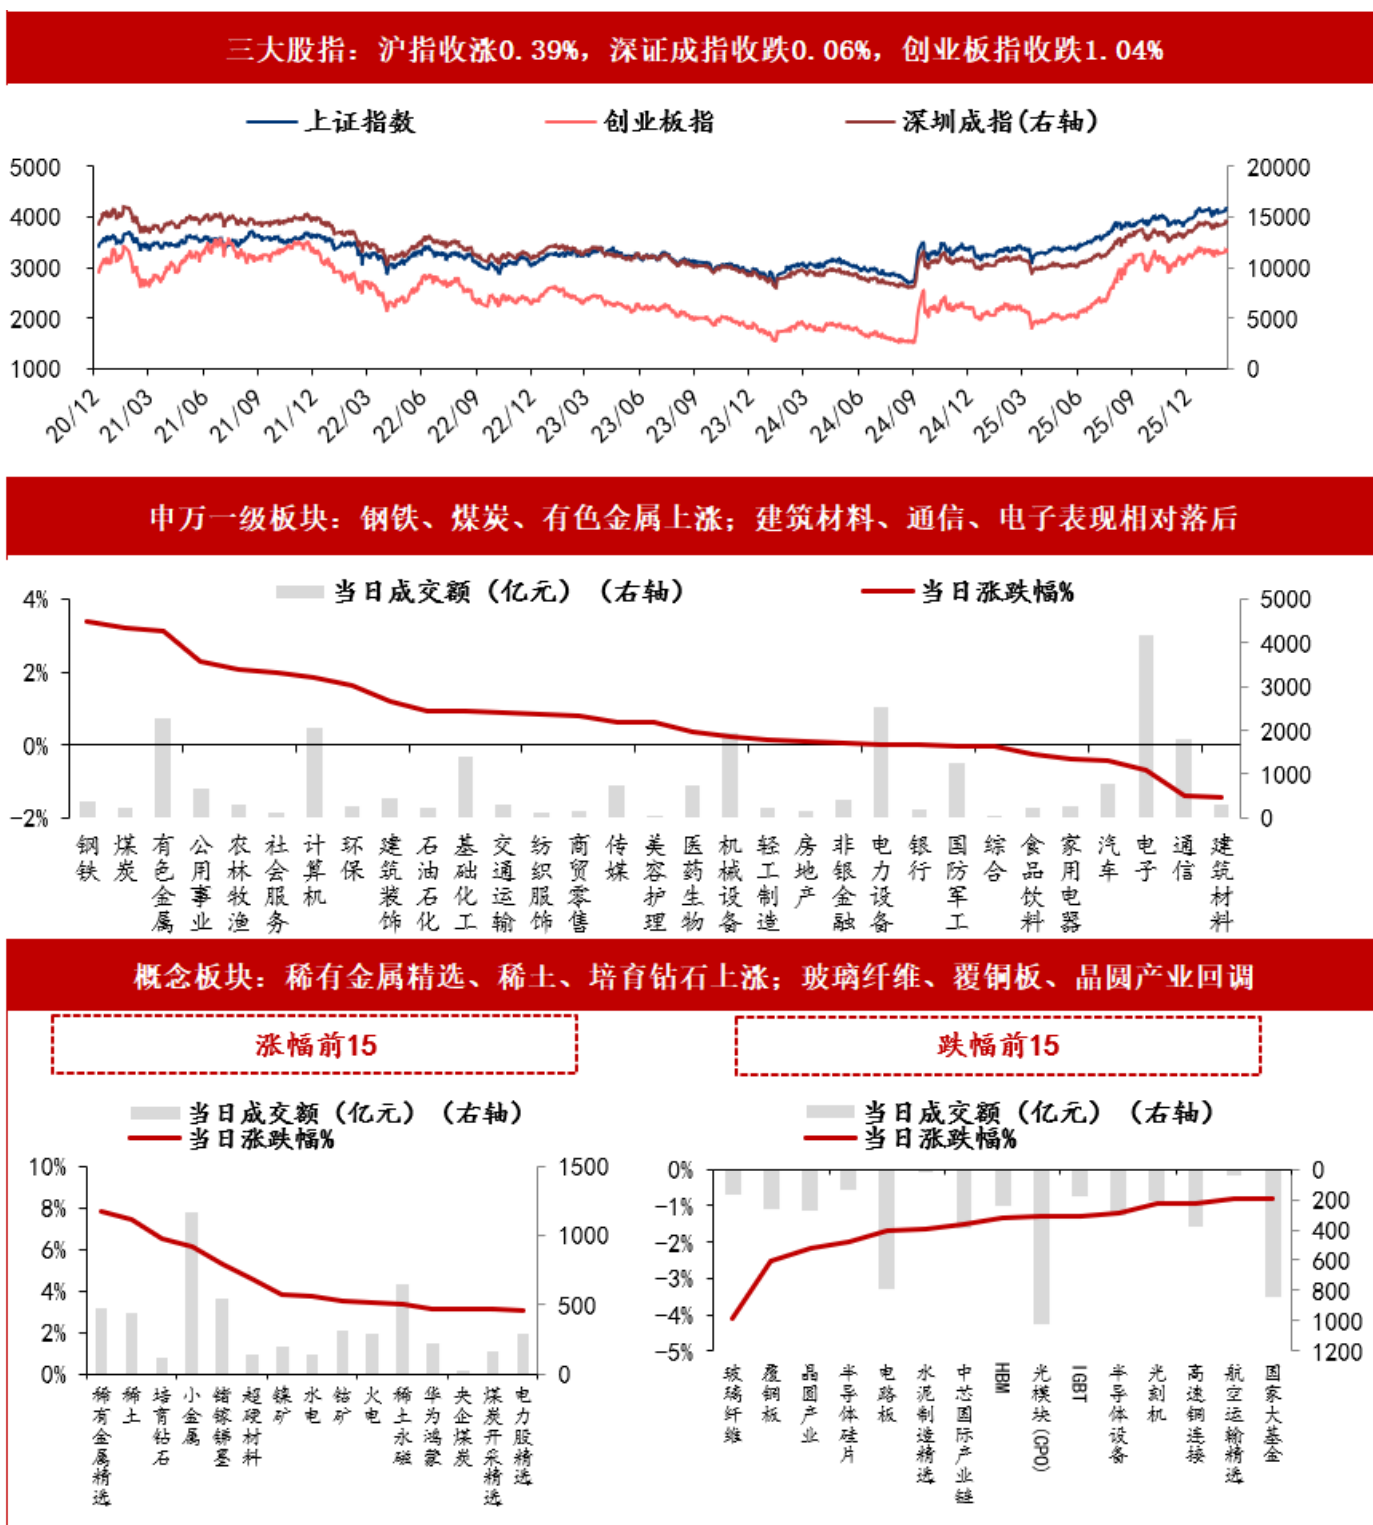 三大股指：沪指收涨0.39%，深证成指收跌0.06%，创业板指收跌1.04%
上证指数 创业板指 深圳成指(右轴)
5000
4000
3000
2000
1000
20000
15000
10000
5000
0
20/12 21/03 21/06 21/09 21/12 22/03 22/06 22/09 22/12 23/03 23/06 23/09 23/12 24/03 24/06 24/09 24/12 25/03 25/06 25/09 25/12
申万一级板块：钢铁、煤炭、有色金属上涨；建筑材料、通信、电子表现相对落后
当日成交额（亿元）（右轴） 当日涨跌幅%
4%
2%
0%
-2%
5000
4000
3000
2000
1000
0
钢铁
煤炭
有色金属
公用事业
农林牧渔
社会服务
计算机
环保
建筑装饰
石油石化
基础化工
交通运输
纺织服饰
商贸零售
传媒
美容护理
医药生物
机械设备
轻工制造
房地产
非银金融
电力设备
银行
国防军工
综合
食品饮料
家用电器
汽车
电子
通信
建筑材料
概念板块：稀有金属精选、稀土、培育钻石上涨；玻璃纤维、覆铜板、晶圆产业回调
涨幅前15
当日成交额（亿元）（右轴）
当日涨跌幅%
10%
8%
6%
4%
2%
0%
1500
1000
500
0
稀有金属精选
稀土
培育钻石
小金属
锗镓锑墨
超硬材料
镍矿
水电
钴矿
火电
稀土永磁
华为鸿蒙
央企煤炭
煤炭开采精选
电力股精选
跌幅前15
当日成交额（亿元）（右轴）
当日涨跌幅%
0%
-1%
-2%
-3%
-4%
-5%
0
200
400
600
800
1000
1200
玻璃纤维
覆铜板
晶圆产业
半导体硅片
电路板
水泥制造精选
中芯国际产业链
HBM
光模块(CPO)
IGBT
半导体设备
光刻机
高速铜连接
航空运输精选
国家大基金